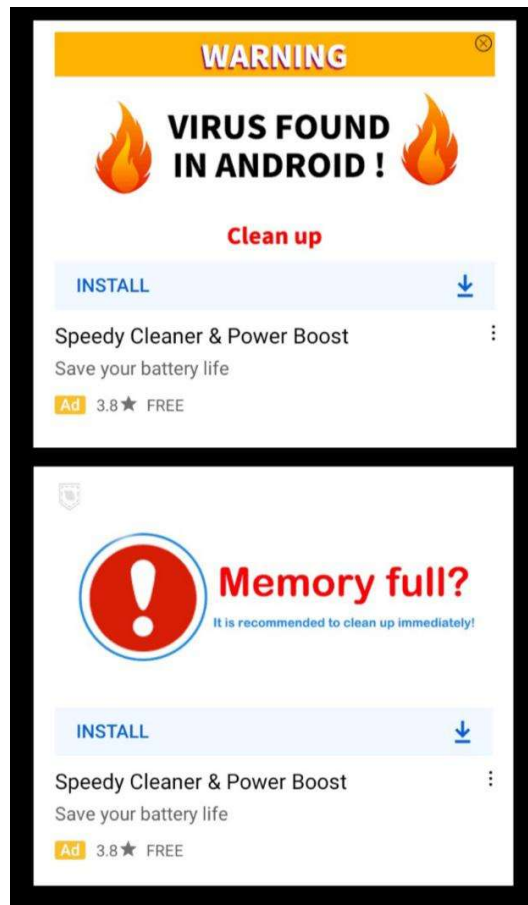 WARNING
VIRUS FOUND
IN ANDROID !
Clean up
INSTALL
Speedy Cleaner & Power Boost
Save your battery life
Ad 3.8★ FREE
Memory full?
It is recommended to clean up immediately!
INSTALL
Speedy Cleaner & Power Boost
Save your battery life
Ad 3.8★ FREE